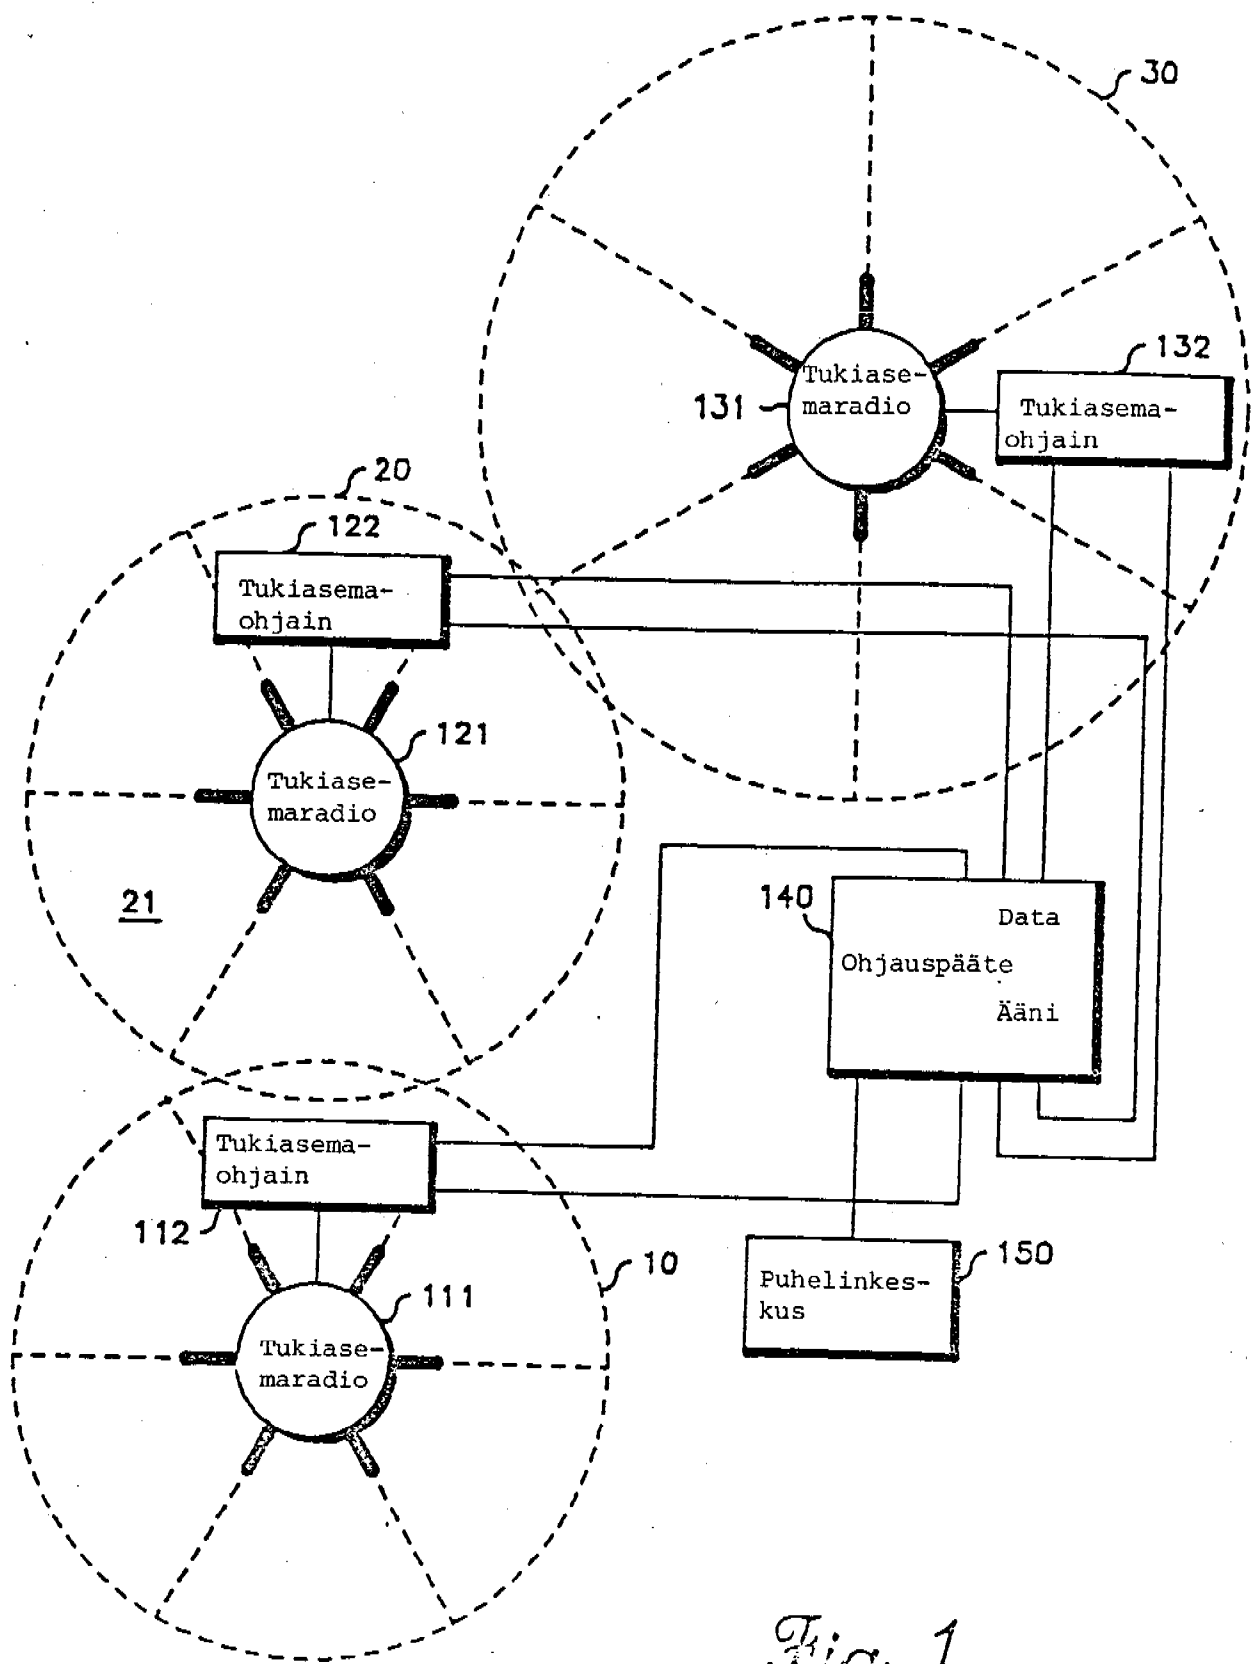 30
132
Tukiase-
maradio
131
Tukiasema-
ohjain
20
122
Tukiasema-
ohjain
121
Tukiase-
maradio
21
140
Data
Ohjauspääte
Ääni
Tukiasema-
ohjain
112
10
150
Puhelinkes-
kus
111
Tukiase-
maradio
Fig. 1